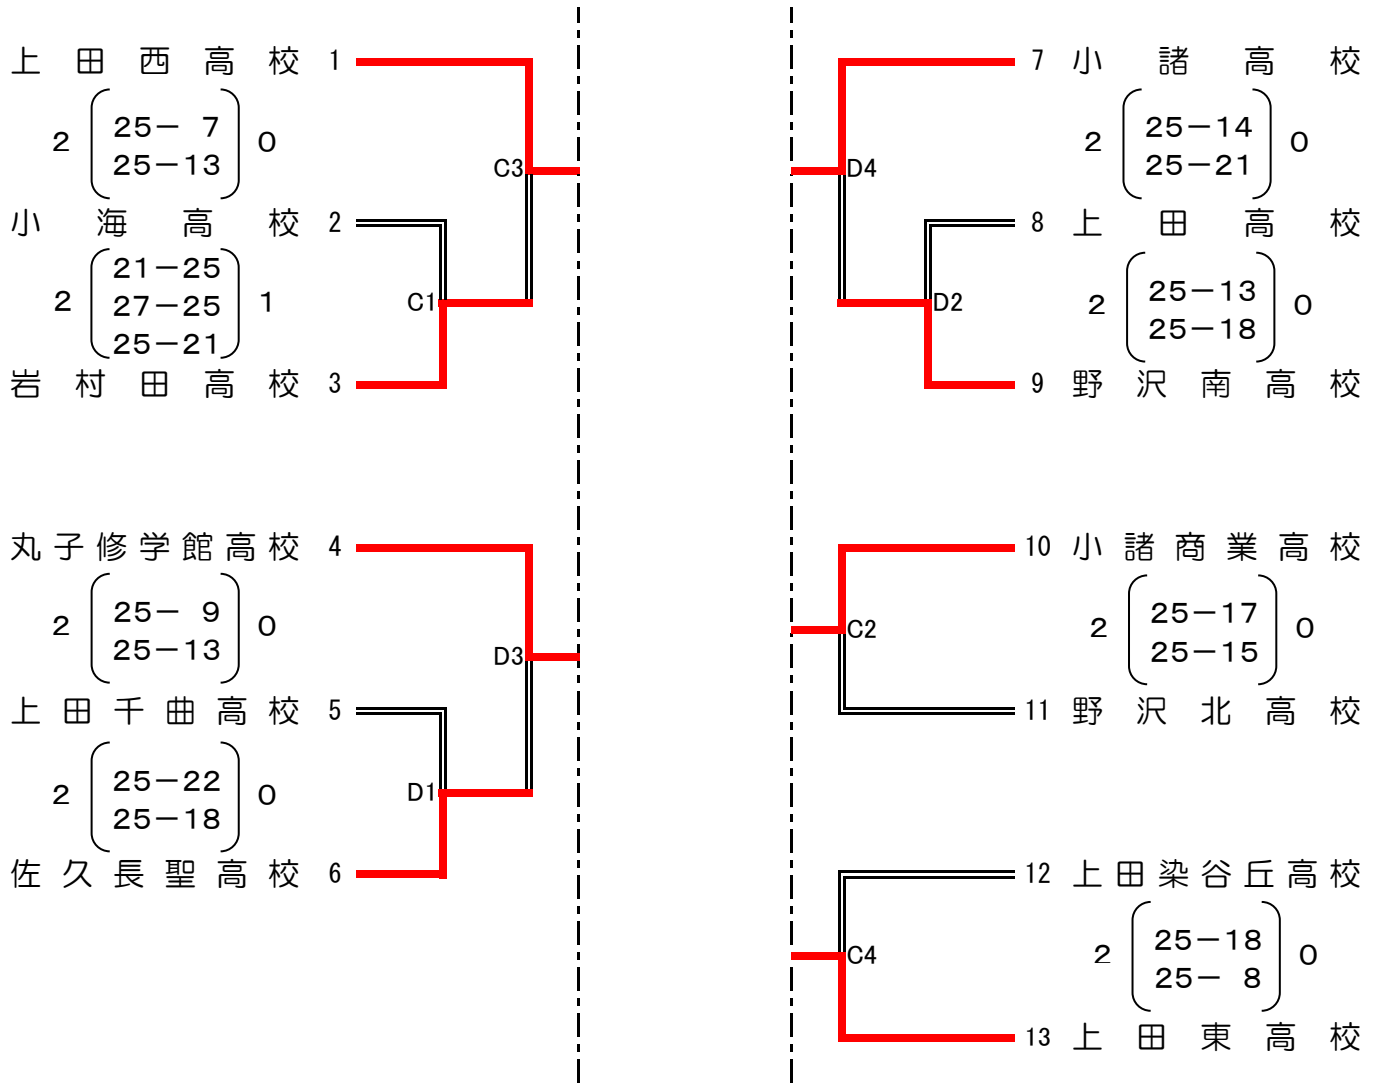 上田西高校 1
2 25－ 7 0
25－13
C3
小海高校 2
21－25
2 27－25 1
25－21
C1
岩村田高校 3
丸子修学館高校 4
2 25－ 9 0
25－13
D3
上田千曲高校 5
2 25－22 0
25－18
D1
佐久長聖高校 6
7 小諸高校
2 25－14 0
25－21
D4
8 上田高校
2 25－13 0
25－18
D2
9 野沢南高校
10 小諸商業高校
2 25－17 0
25－15
C2
11 野沢北高校
12 上田染谷丘高校
2 25－18 0
25－ 8
C4
13 上田東高校